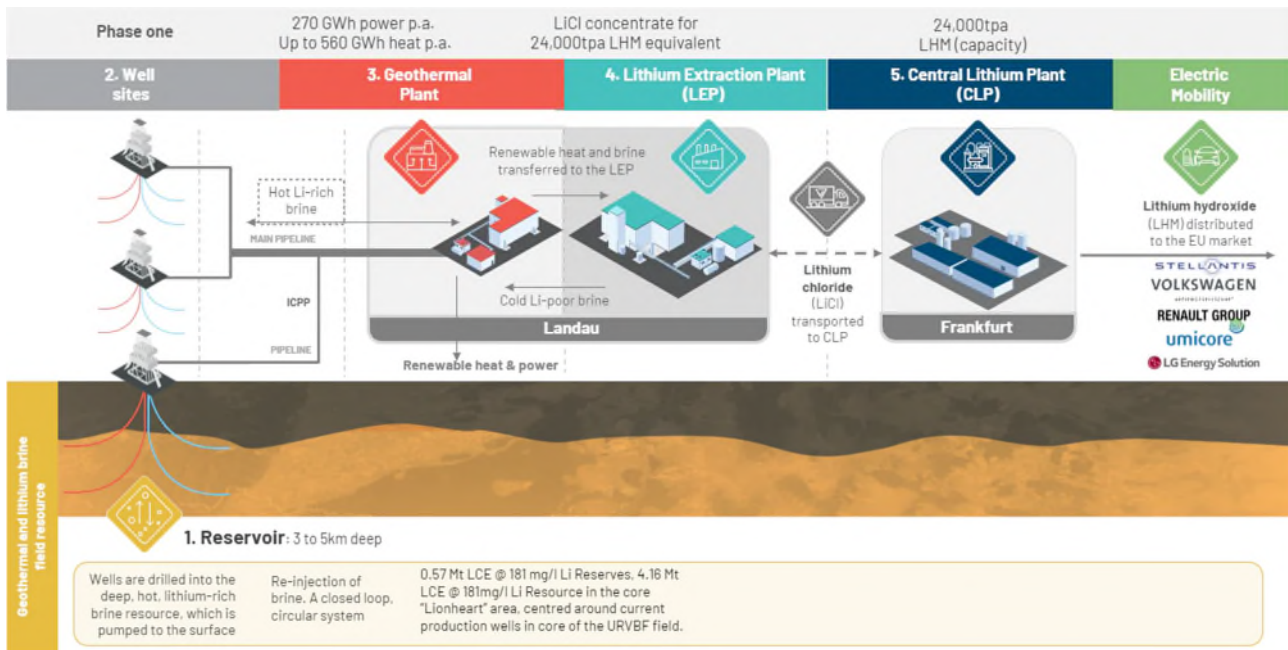 Phase one
270 GWh power p.a.
Up to 560 GWh heat p.a.
LiCl concentrate for
24,000tpa LHM equivalent
24,000tpa
LHM (capacity)
2. Well
sites
3. Geothermal
Plant
4. Lithium Extraction Plant
(LEP)
5. Central Lithium Plant
(CLP)
Electric
Mobility
Renewable heat and brine
transferred to the LEP
Hot Li-rich
brine
MAIN PIPELINE
ICPP
PIPELINE
Cold Li-poor brine
Landau
Renewable heat & power
Lithium
chloride
(LiCl)
transported
to CLP
Frankfurt
Lithium hydroxide
(LHM) distributed
to the EU market
STELLANTIS
VOLKSWAGEN
AKTIENGESELLSCHAFT
RENAULT GROUP
umicore
LG Energy Solution
Geothermal and lithium brine
field resource
1. Reservoir: 3 to 5km deep
Wells are drilled into the
deep, hot, lithium-rich
brine resource, which is
pumped to the surface
Re-injection of
brine. A closed loop,
circular system
0.57 Mt LCE @ 181 mg/l Li Reserves, 4.16 Mt
LCE @ 181mg/l Li Resource in the core
"Lionheart" area, centred around current
production wells in core of the URVBF field.